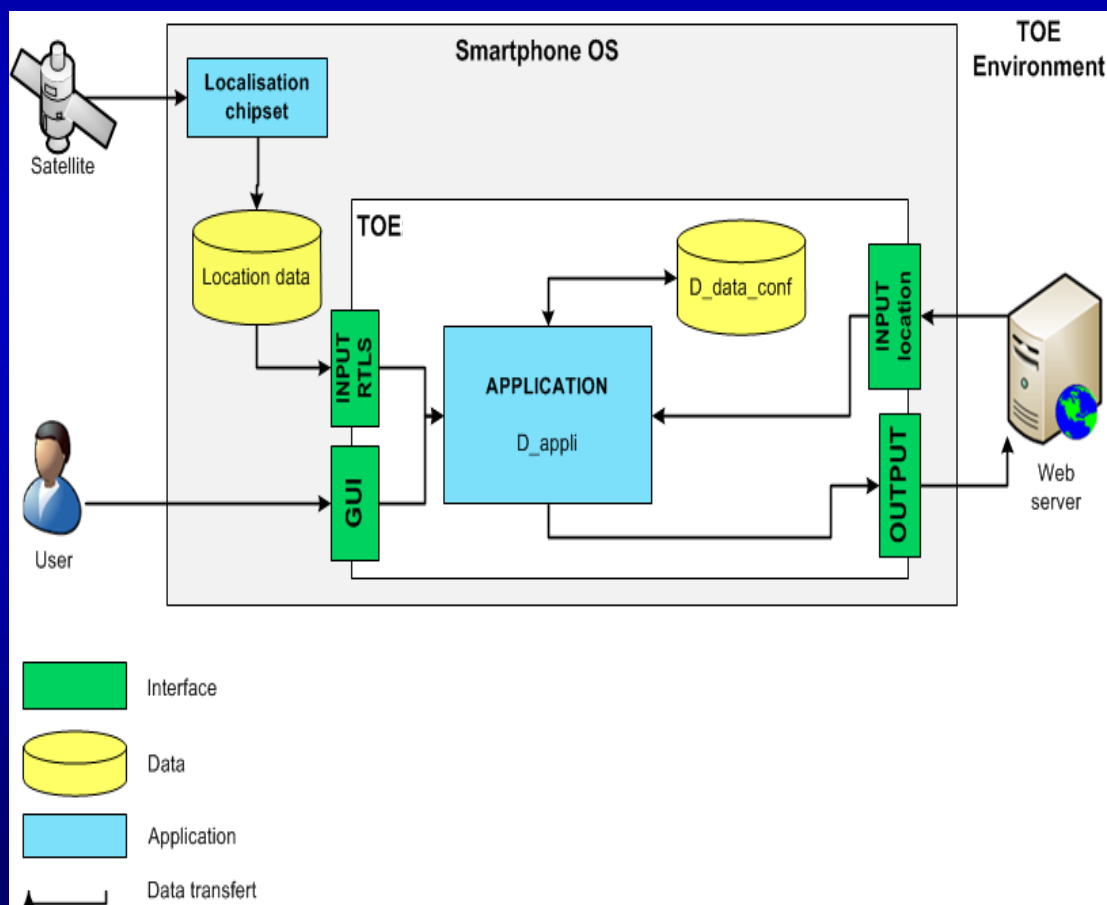 Smartphone OS
TOE
Environment
Localisation
chipset
Satellite
Location data
TOE
D_data_conf
INPUT
RTLS
INPUT
location
APPLICATION
D_appli
GUI
OUTPUT
User
Web
server
Interface
Data
Application
Data transfert